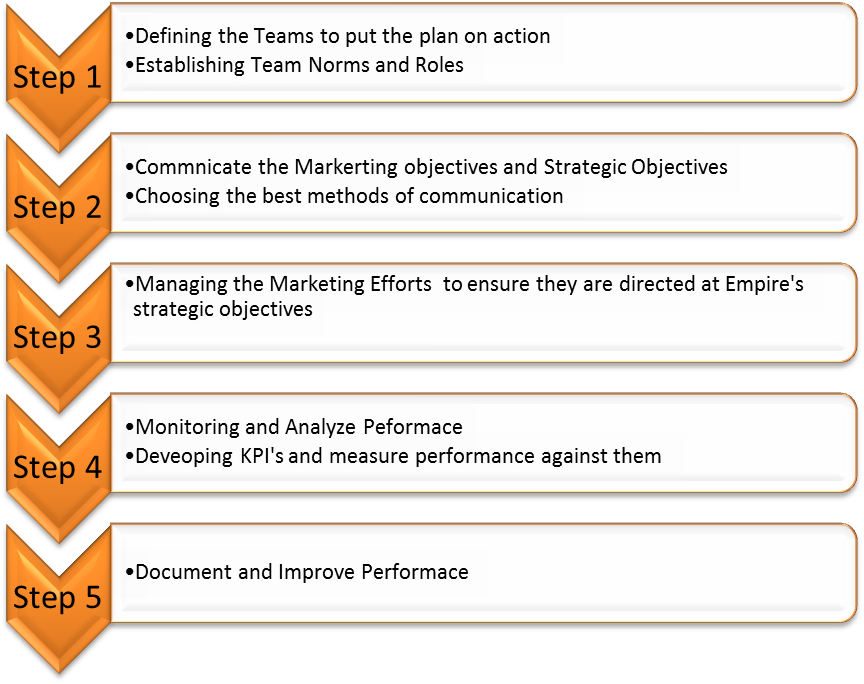 Step 1
•Defining the Teams to put the plan on action
•Establishing Team Norms and Roles
Step 2
•Commnicate the Markerting objectives and Strategic Objectives
•Choosing the best methods of communication
Step 3
•Managing the Marketing Efforts to ensure they are directed at Empire's
strategic objectives
Step 4
•Monitoring and Analyze Peformace
•Deveoping KPI's and measure performance against them
Step 5
•Document and Improve Performace